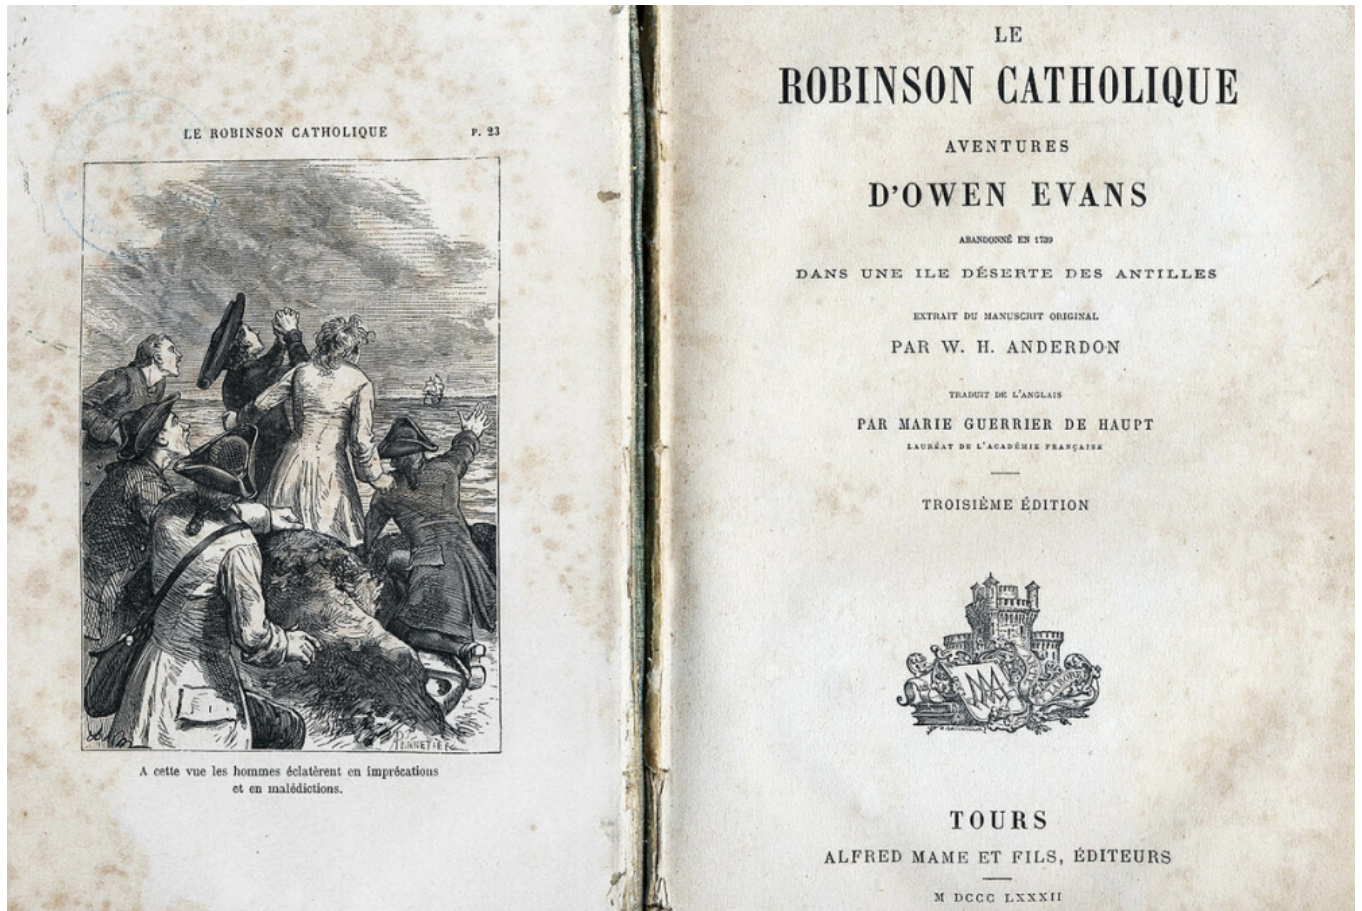 LE ROBINSON CATHOLIQUE P. 23
PANNETIER
A cette vue les hommes éclatèrent en imprécations
et en malédictions.
LE
ROBINSON CATHOLIQUE
AVENTURES
D'OWEN EVANS
ABANDONNÉ EN 1739
DANS UNE ILE DÉSERTE DES ANTILLES
EXTRAIT DU MANUSCRIT ORIGINAL
PAR W. H. ANDERDON
TRADUIT DE L'ANGLAIS
PAR MARIE GUERRIER DE HAUPT
LAURÉAT DE L'ACADÉMIE FRANÇAISE
TROISIÈME ÉDITION
TOURS
ALFRED MAME ET FILS, ÉDITEURS
M DCCC LXXXII